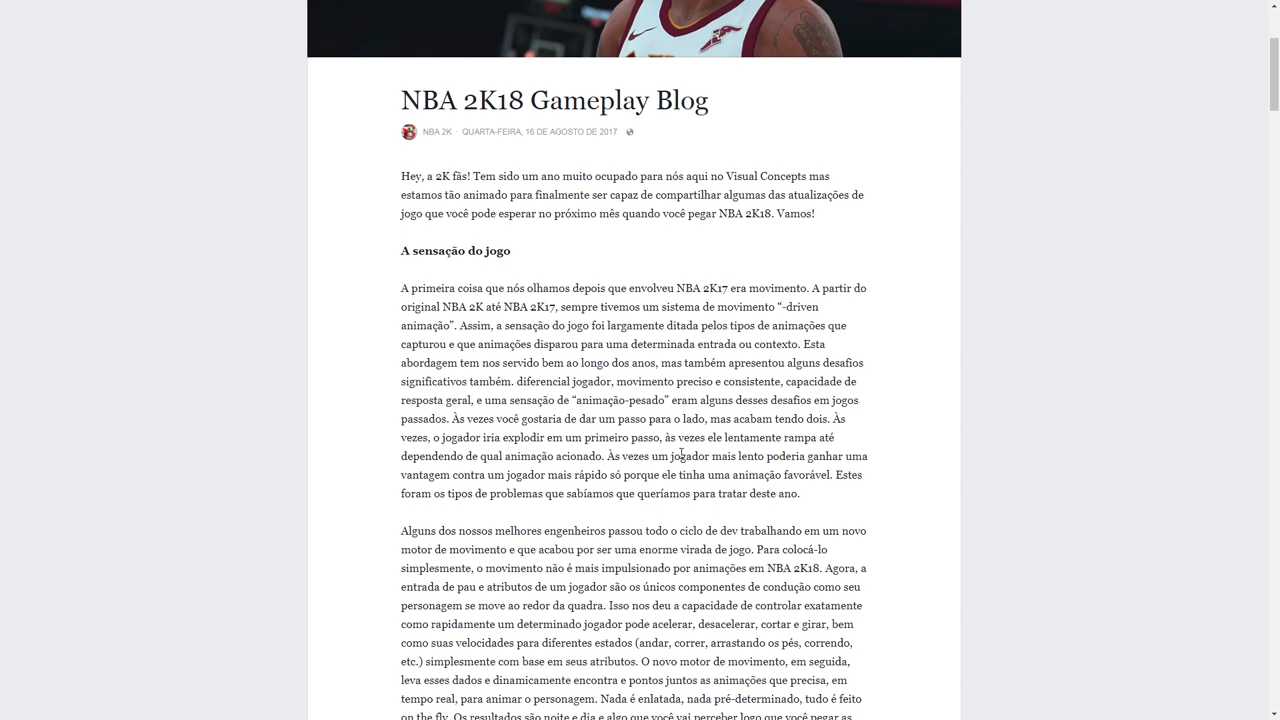 NBA 2K18 Gameplay Blog
NBA 2K · QUARTA-FEIRA, 16 DE AGOSTO DE 2017
Hey, a 2K fãs! Tem sido um ano muito ocupado para nós aqui no Visual Concepts mas
estamos tão animado para finalmente ser capaz de compartilhar algumas das atualizações de
jogo que você pode esperar no próximo mês quando você pegar NBA 2K18. Vamos!
A sensação do jogo
A primeira coisa que nós olhamos depois que envolveu NBA 2K17 era movimento. A partir do
original NBA 2K até NBA 2K17, sempre tivemos um sistema de movimento “-driven
animação”. Assim, a sensação do jogo foi largamente ditada pelos tipos de animações que
capturou e que animações disparou para uma determinada entrada ou contexto. Esta
abordagem tem nos servido bem ao longo dos anos, mas também apresentou alguns desafios
significativos também. diferencial jogador, movimento preciso e consistente, capacidade de
resposta geral, e uma sensação de “animação-pesado” eram alguns desses desafios em jogos
passados. Às vezes você gostaria de dar um passo para o lado, mas acabam tendo dois. Às
vezes, o jogador iria explodir em um primeiro passo, às vezes ele lentamente rampa até
dependendo de qual animação acionado. Às vezes um jogador mais lento poderia ganhar uma
vantagem contra um jogador mais rápido só porque ele tinha uma animação favorável. Estes
foram os tipos de problemas que sabíamos que queríamos para tratar deste ano.
Alguns dos nossos melhores engenheiros passou todo o ciclo de dev trabalhando em um novo
motor de movimento e que acabou por ser uma enorme virada de jogo. Para colocá-lo
simplesmente, o movimento não é mais impulsionado por animações em NBA 2K18. Agora, a
entrada de pau e atributos de um jogador são os únicos componentes de condução como seu
personagem se move ao redor da quadra. Isso nos deu a capacidade de controlar exatamente
como rapidamente um determinado jogador pode acelerar, desacelerar, cortar e girar, bem
como suas velocidades para diferentes estados (andar, correr, arrastando os pés, correndo,
etc.) simplesmente com base em seus atributos. O novo motor de movimento, em seguida,
leva esses dados e dinamicamente encontra e pontos juntos as animações que precisa, em
tempo real, para animar o personagem. Nada é enlatada, nada pré-determinado, tudo é feito
on the fly. Os resultados são noite e dia e algo que você vai perceber logo que você pegar as